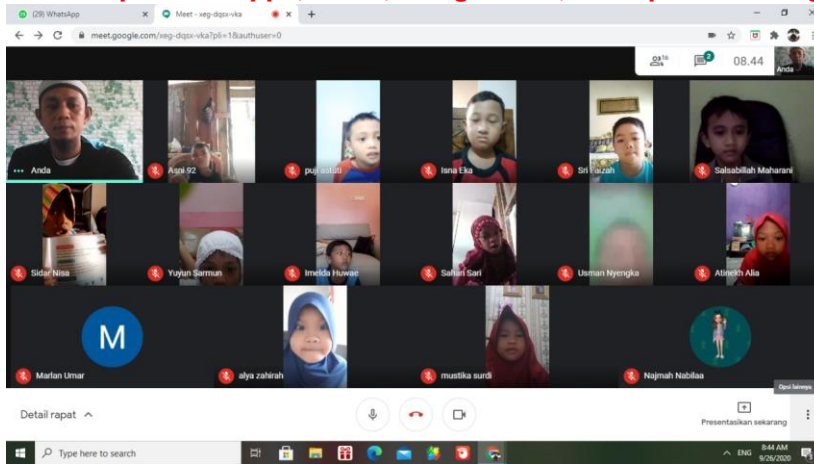 (29) WhatsApp
Meet - xeg-dqsx-vka
meet.google.com/xeg-dqsx-vka?pli=1&authuser=0
16
2
08.44
Anda
Anda
Asni 92
puji astuti
Isna Eka
Sri Faizah
Salsabillah Maharani
Sidar Nisa
Yuyun Sarmun
Imelda Huwae
Sahari Sari
Usman Nyengka
Atinekh Alia
M
Marlan Umar
alya zahirah
mustika surdi
Najmah Nabilaa
Opsi lainnya
Detail rapat
Presentasikan sekarang
Type here to search
ENG
8:44 AM
9/26/2020